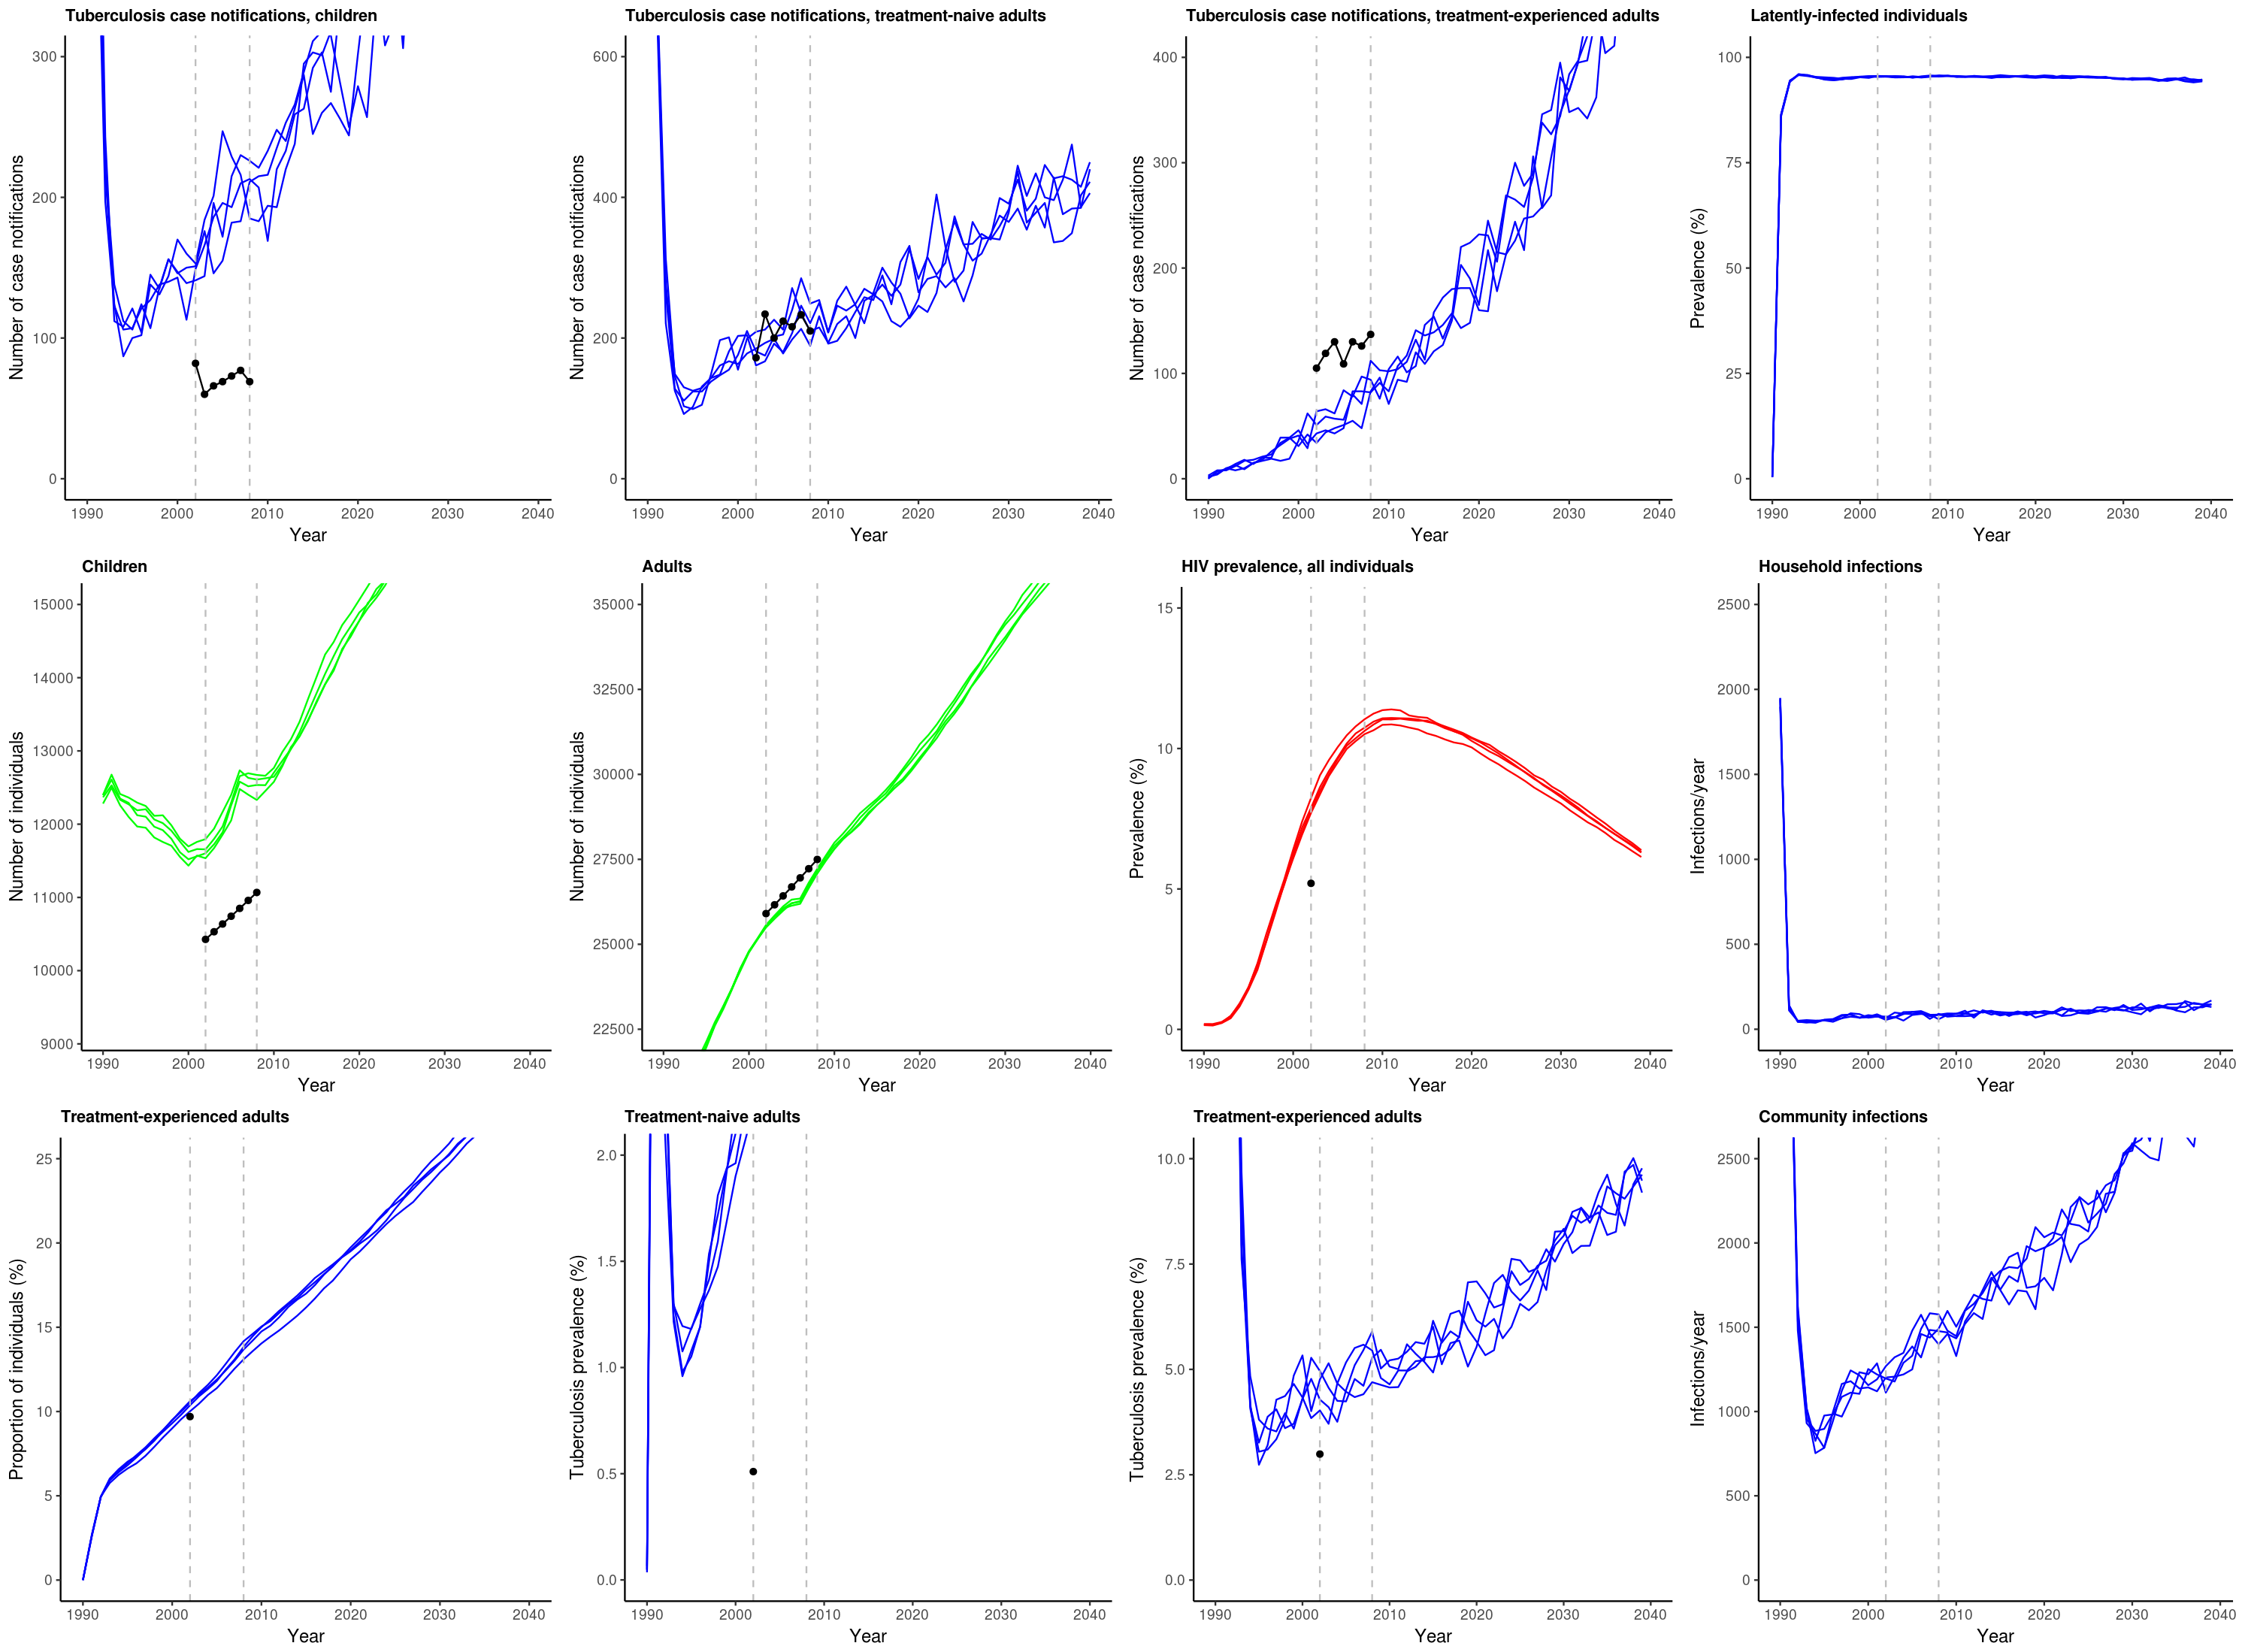 Tuberculosis case notifications, children
Number of case notifications
300
200
100
0
1990 2000 2010 2020 2030 2040
Year
Tuberculosis case notifications, treatment-naive adults
Number of case notifications
600
400
200
0
1990 2000 2010 2020 2030 2040
Year
Tuberculosis case notifications, treatment-experienced adults
Number of case notifications
400
300
200
100
0
1990 2000 2010 2020 2030 2040
Year
Latently-infected individuals
Prevalence (%)
100
75
50
25
0
1990 2000 2010 2020 2030 2040
Year
Children
Number of individuals
15000
14000
13000
12000
11000
10000
9000
1990 2000 2010 2020 2030 2040
Year
Adults
Number of individuals
35000
32500
30000
27500
25000
22500
1990 2000 2010 2020 2030 2040
Year
HIV prevalence, all individuals
Prevalence (%)
15
10
5
0
1990 2000 2010 2020 2030 2040
Year
Household infections
Infections/year
2500
2000
1500
1000
500
0
1990 2000 2010 2020 2030 2040
Year
Treatment-experienced adults
Proportion of individuals (%)
25
20
15
10
5
0
1990 2000 2010 2020 2030 2040
Year
Treatment-naive adults
Tuberculosis prevalence (%)
2.0
1.5
1.0
0.5
0.0
1990 2000 2010 2020 2030 2040
Year
Treatment-experienced adults
Tuberculosis prevalence (%)
10.0
7.5
5.0
2.5
0.0
1990 2000 2010 2020 2030 2040
Year
Community infections
Infections/year
2500
2000
1500
1000
500
0
1990 2000 2010 2020 2030 2040
Year